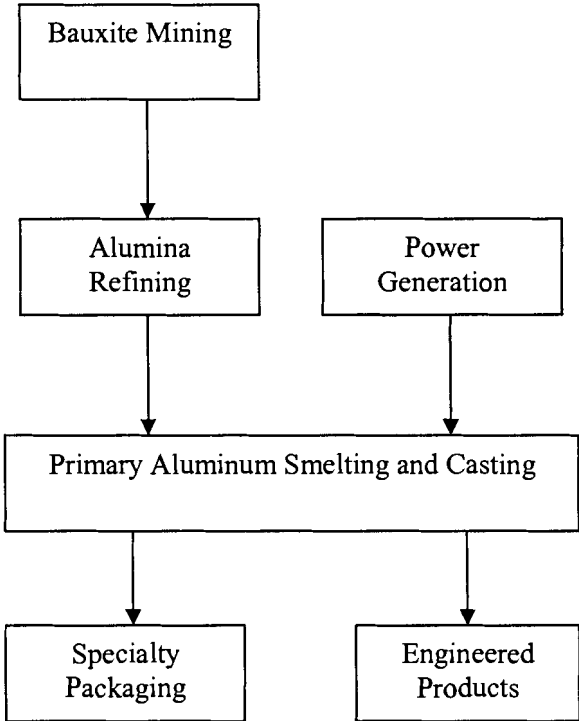 Bauxite Mining
Alumina
Refining
Power
Generation
Primary Aluminum Smelting and Casting
Specialty
Packaging
Engineered
Products